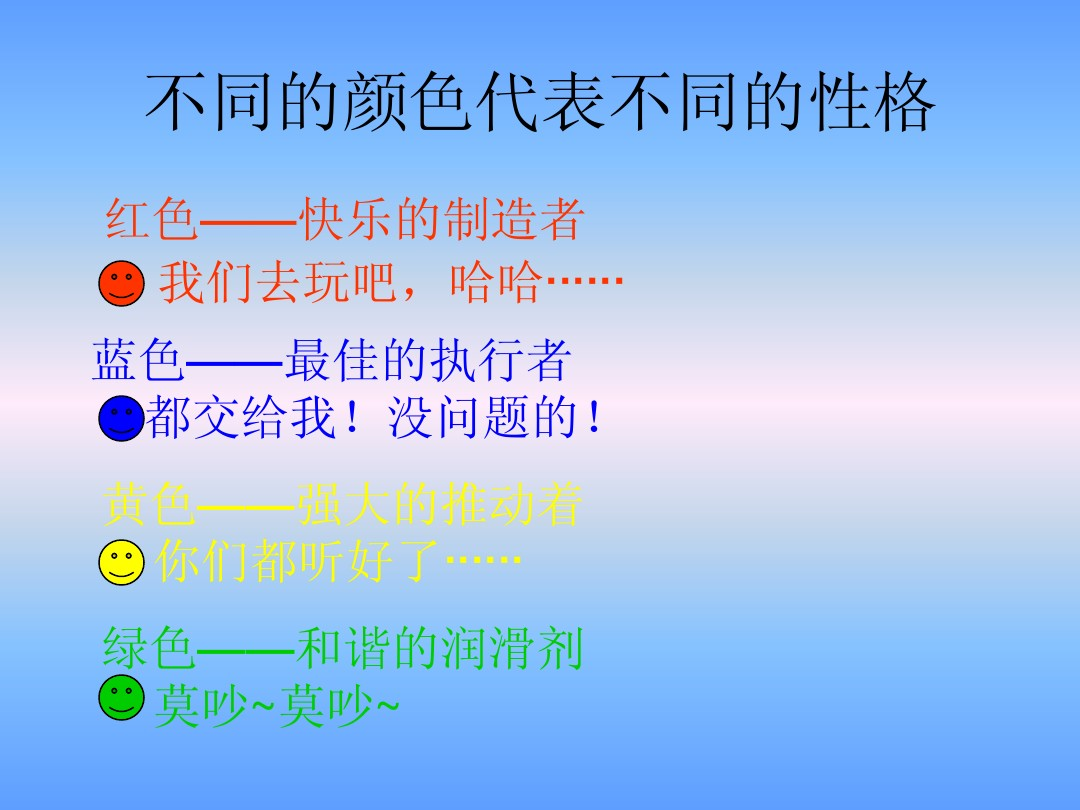 不同的颜色代表不同的性格
红色——快乐的制造者
我们去玩吧，哈哈……
蓝色——最佳的执行者
都交给我！没问题的！
黄色——强大的推动着
你们都听好了……
绿色——和谐的润滑剂
莫吵~莫吵~